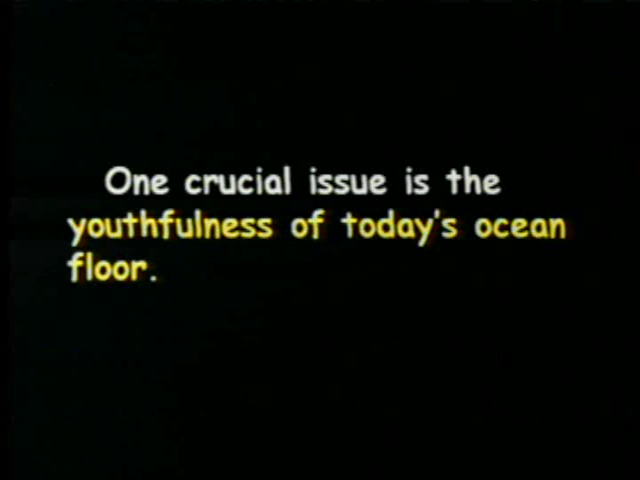 One crucial issue is the
youthfulness of today's ocean
floor.